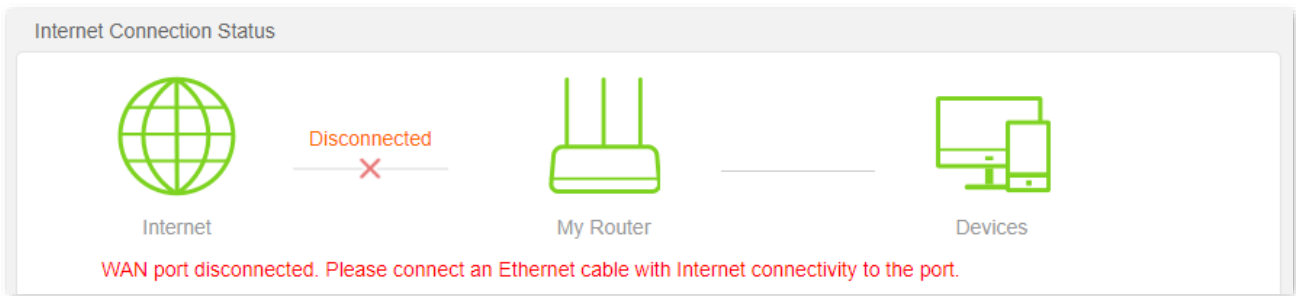 Internet Connection Status
Disconnected
Internet
My Router
Devices
WAN port disconnected. Please connect an Ethernet cable with Internet connectivity to the port.